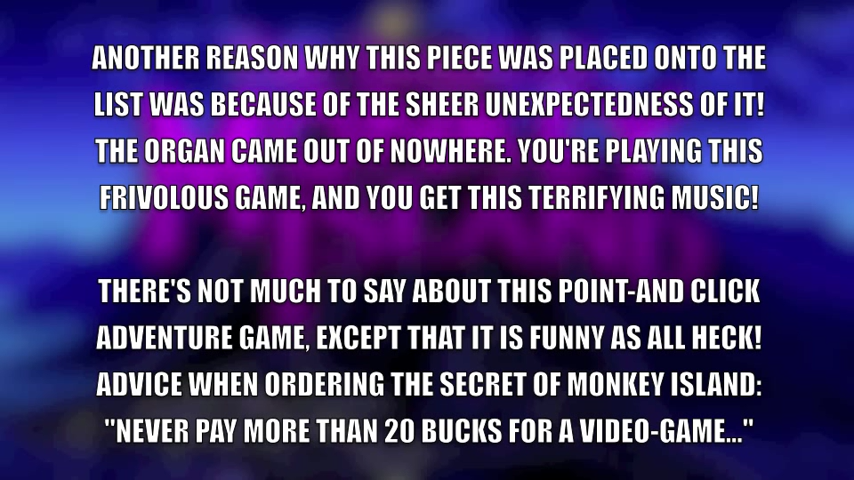 ANOTHER REASON WHY THIS PIECE WAS PLACED ONTO THE
LIST WAS BECAUSE OF THE SHEER UNEXPECTEDNESS OF IT!
THE ORGAN CAME OUT OF NOWHERE. YOU'RE PLAYING THIS
FRIVOLOUS GAME, AND YOU GET THIS TERRIFYING MUSIC!
THERE'S NOT MUCH TO SAY ABOUT THIS POINT-AND CLICK
ADVENTURE GAME, EXCEPT THAT IT IS FUNNY AS ALL HECK!
ADVICE WHEN ORDERING THE SECRET OF MONKEY ISLAND:
"NEVER PAY MORE THAN 20 BUCKS FOR A VIDEO-GAME..."